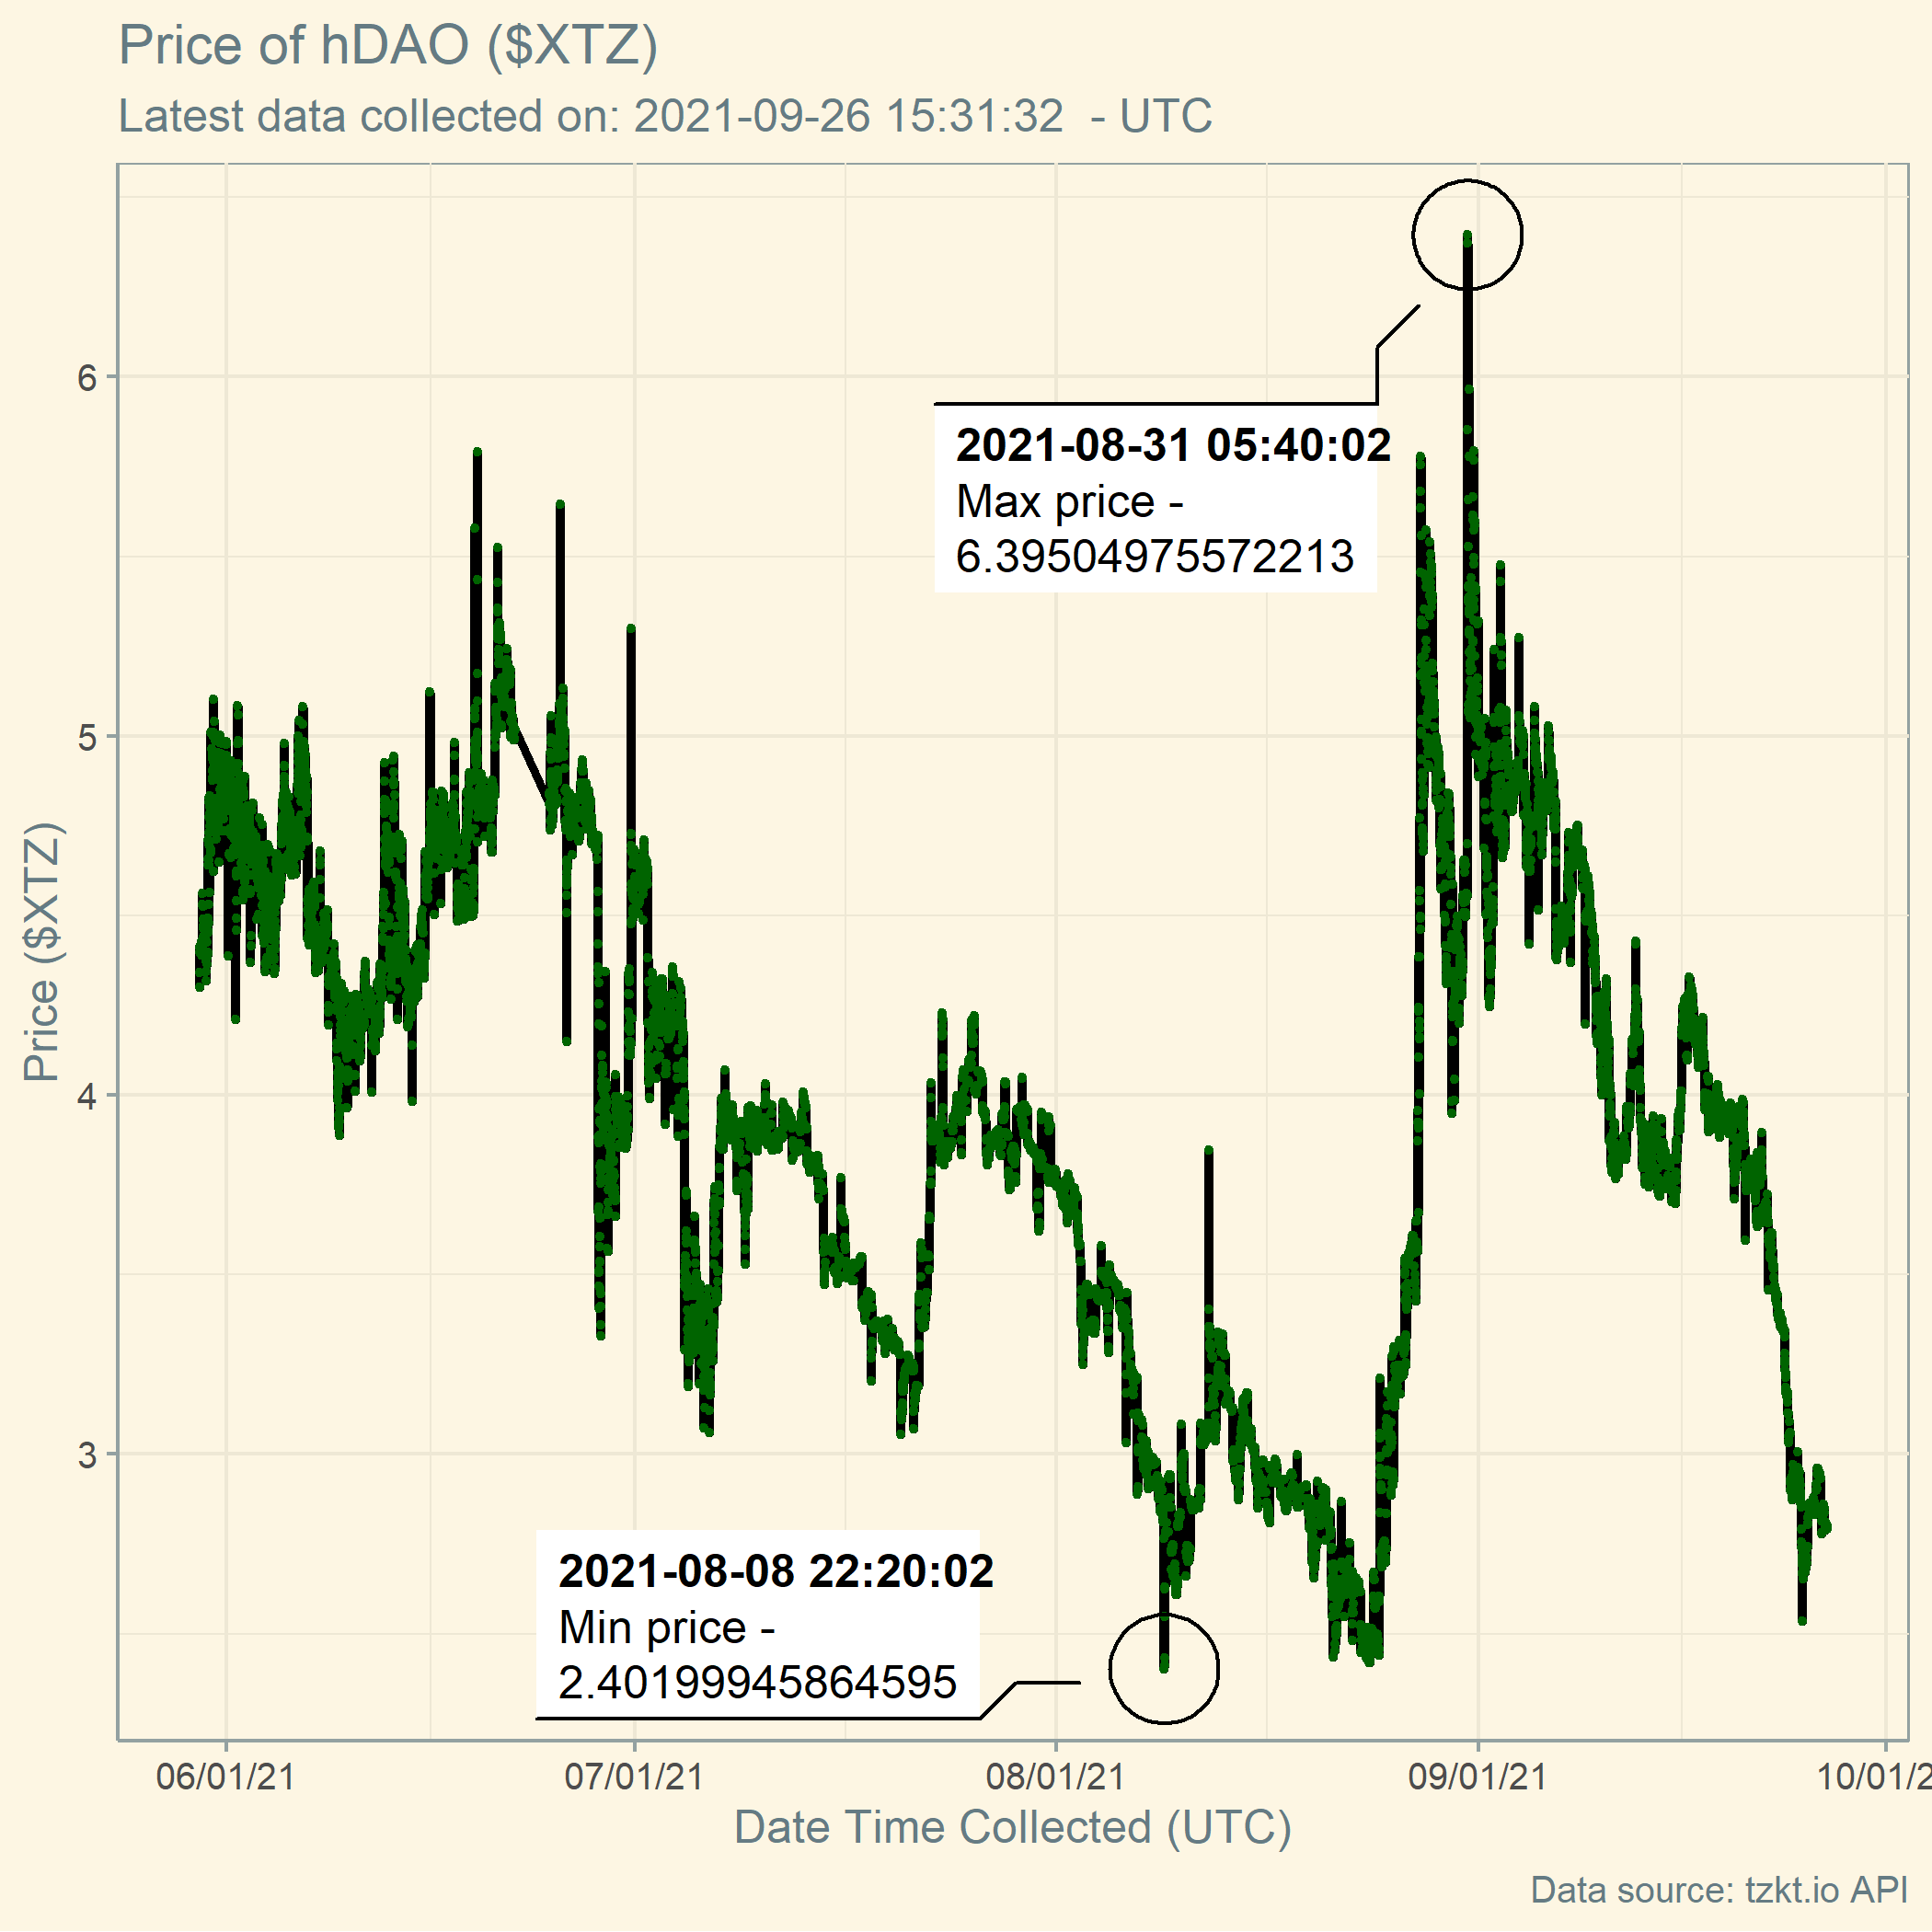 Price of hDAO ($XTZ)
Latest data collected on: 2021-09-26 15:31:32  - UTC
Price ($XTZ)
6
5
4
3
2021-08-31 05:40:02
Max price -
6.39504975572213
2021-08-08 22:20:02
Min price -
2.40199945864595
06/01/21
07/01/21
08/01/21
09/01/21
10/01/2
Date Time Collected (UTC)
Data source: tzkt.io API